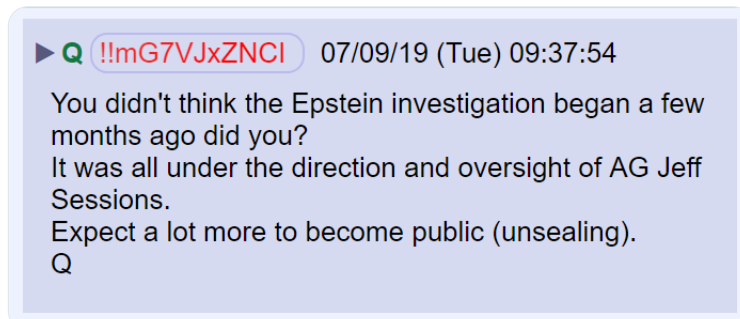 ▶ Q !!mG7VJxZNCI 07/09/19 (Tue) 09:37:54
You didn't think the Epstein investigation began a few
months ago did you?
It was all under the direction and oversight of AG Jeff
Sessions.
Expect a lot more to become public (unsealing).
Q